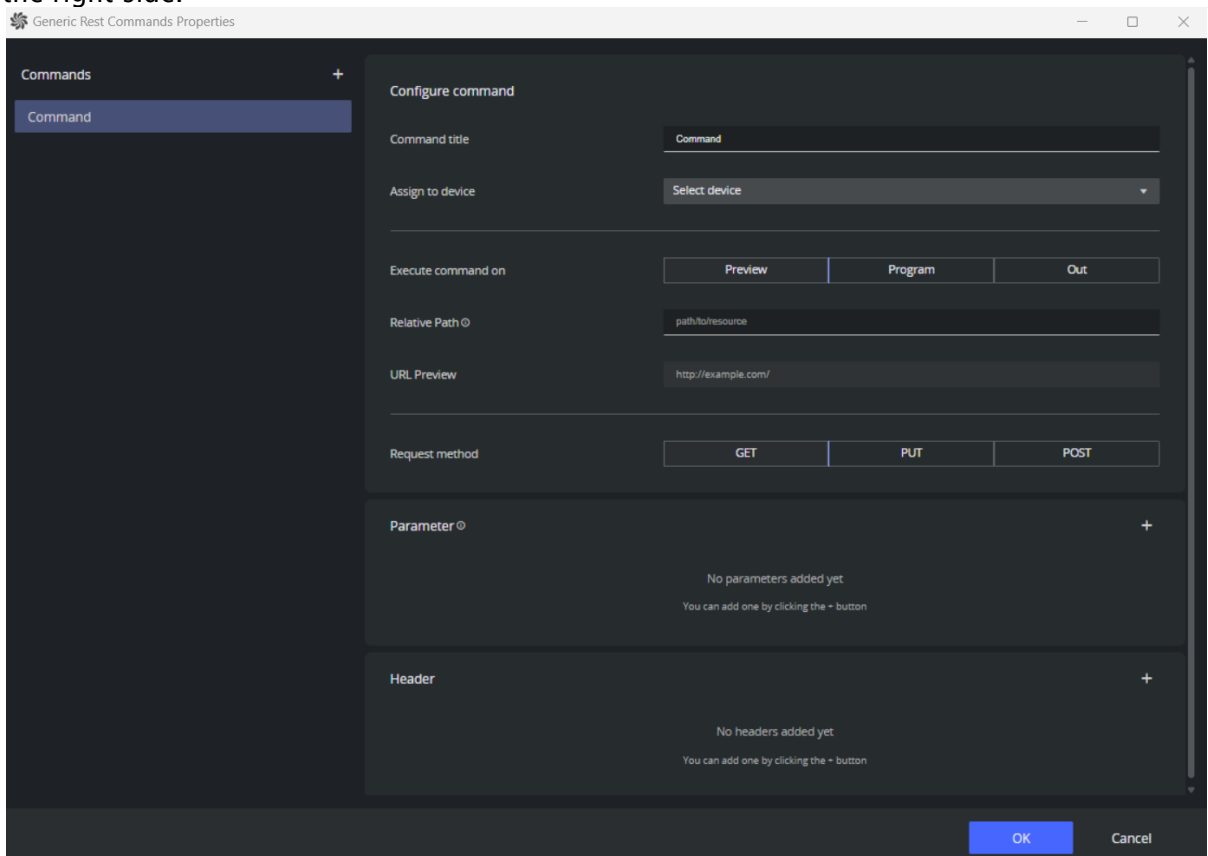 the right side.
Generic Rest Commands Properties
Commands +
Command
Configure command
Command title Command
Assign to device Select device
Execute command on Preview Program Out
Relative Path path/to/resource
URL Preview http://example.com/
Request method GET PUT POST
Parameter +
No parameters added yet
You can add one by clicking the + button
Header +
No headers added yet
You can add one by clicking the + button
OK Cancel